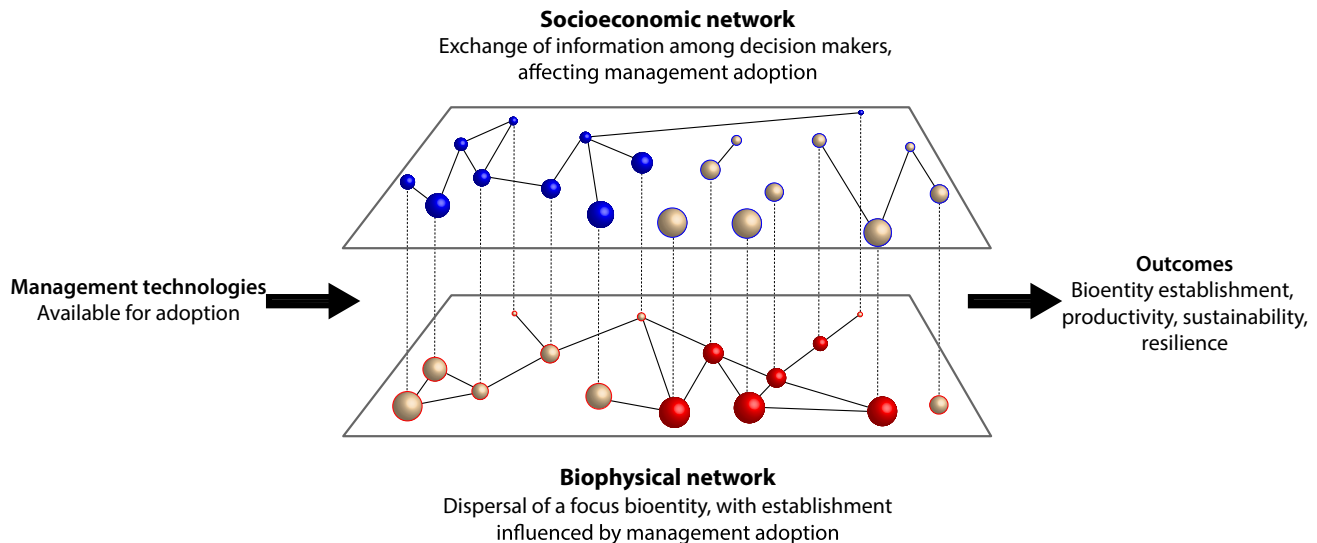 Socioeconomic network
Exchange of information among decision makers,
affecting management adoption
Management technologies
Available for adoption
Outcomes
Bioentity establishment,
productivity, sustainability,
resilience
Biophysical network
Dispersal of a focus bioentity, with establishment
influenced by management adoption